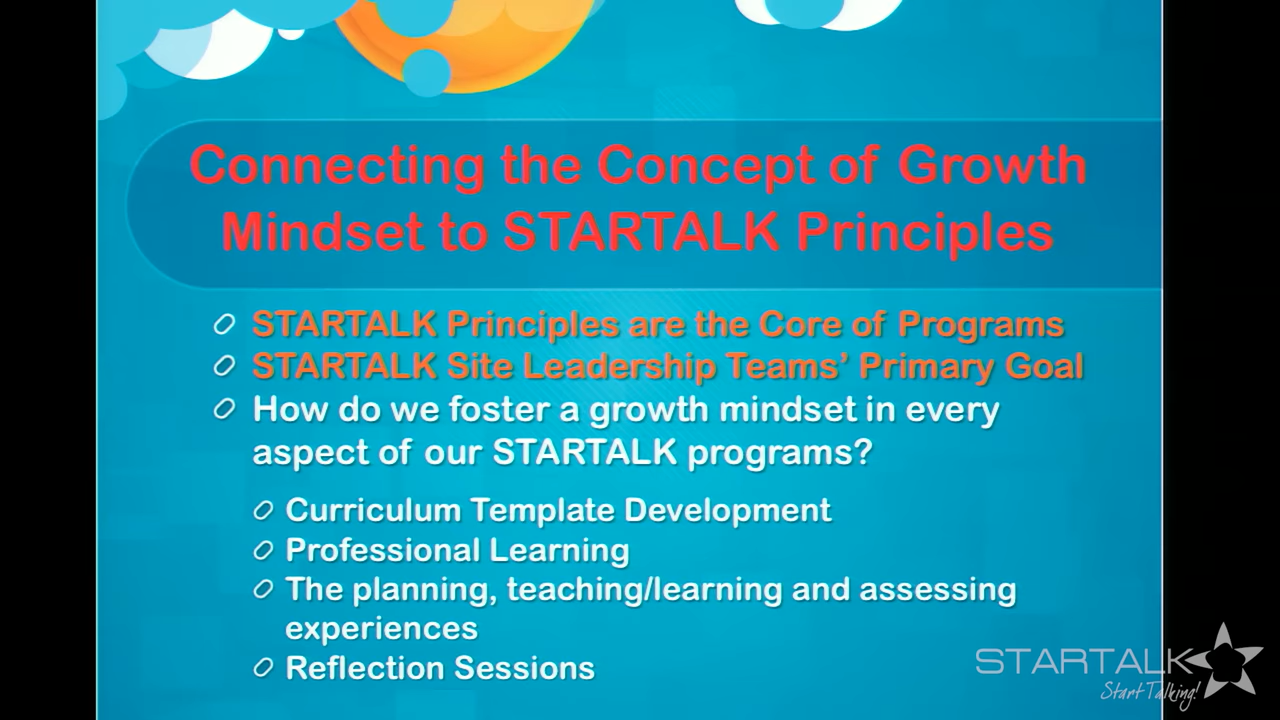 Connecting the Concept of Growth
Mindset to STARTALK Principles
STARTALK Principles are the Core of Programs
STARTALK Site Leadership Teams’ Primary Goal
How do we foster a growth mindset in every
aspect of our STARTALK programs?
Curriculum Template Development
Professional Learning
The planning, teaching/learning and assessing
experiences
Reflection Sessions
STARTALK
Start Talking!